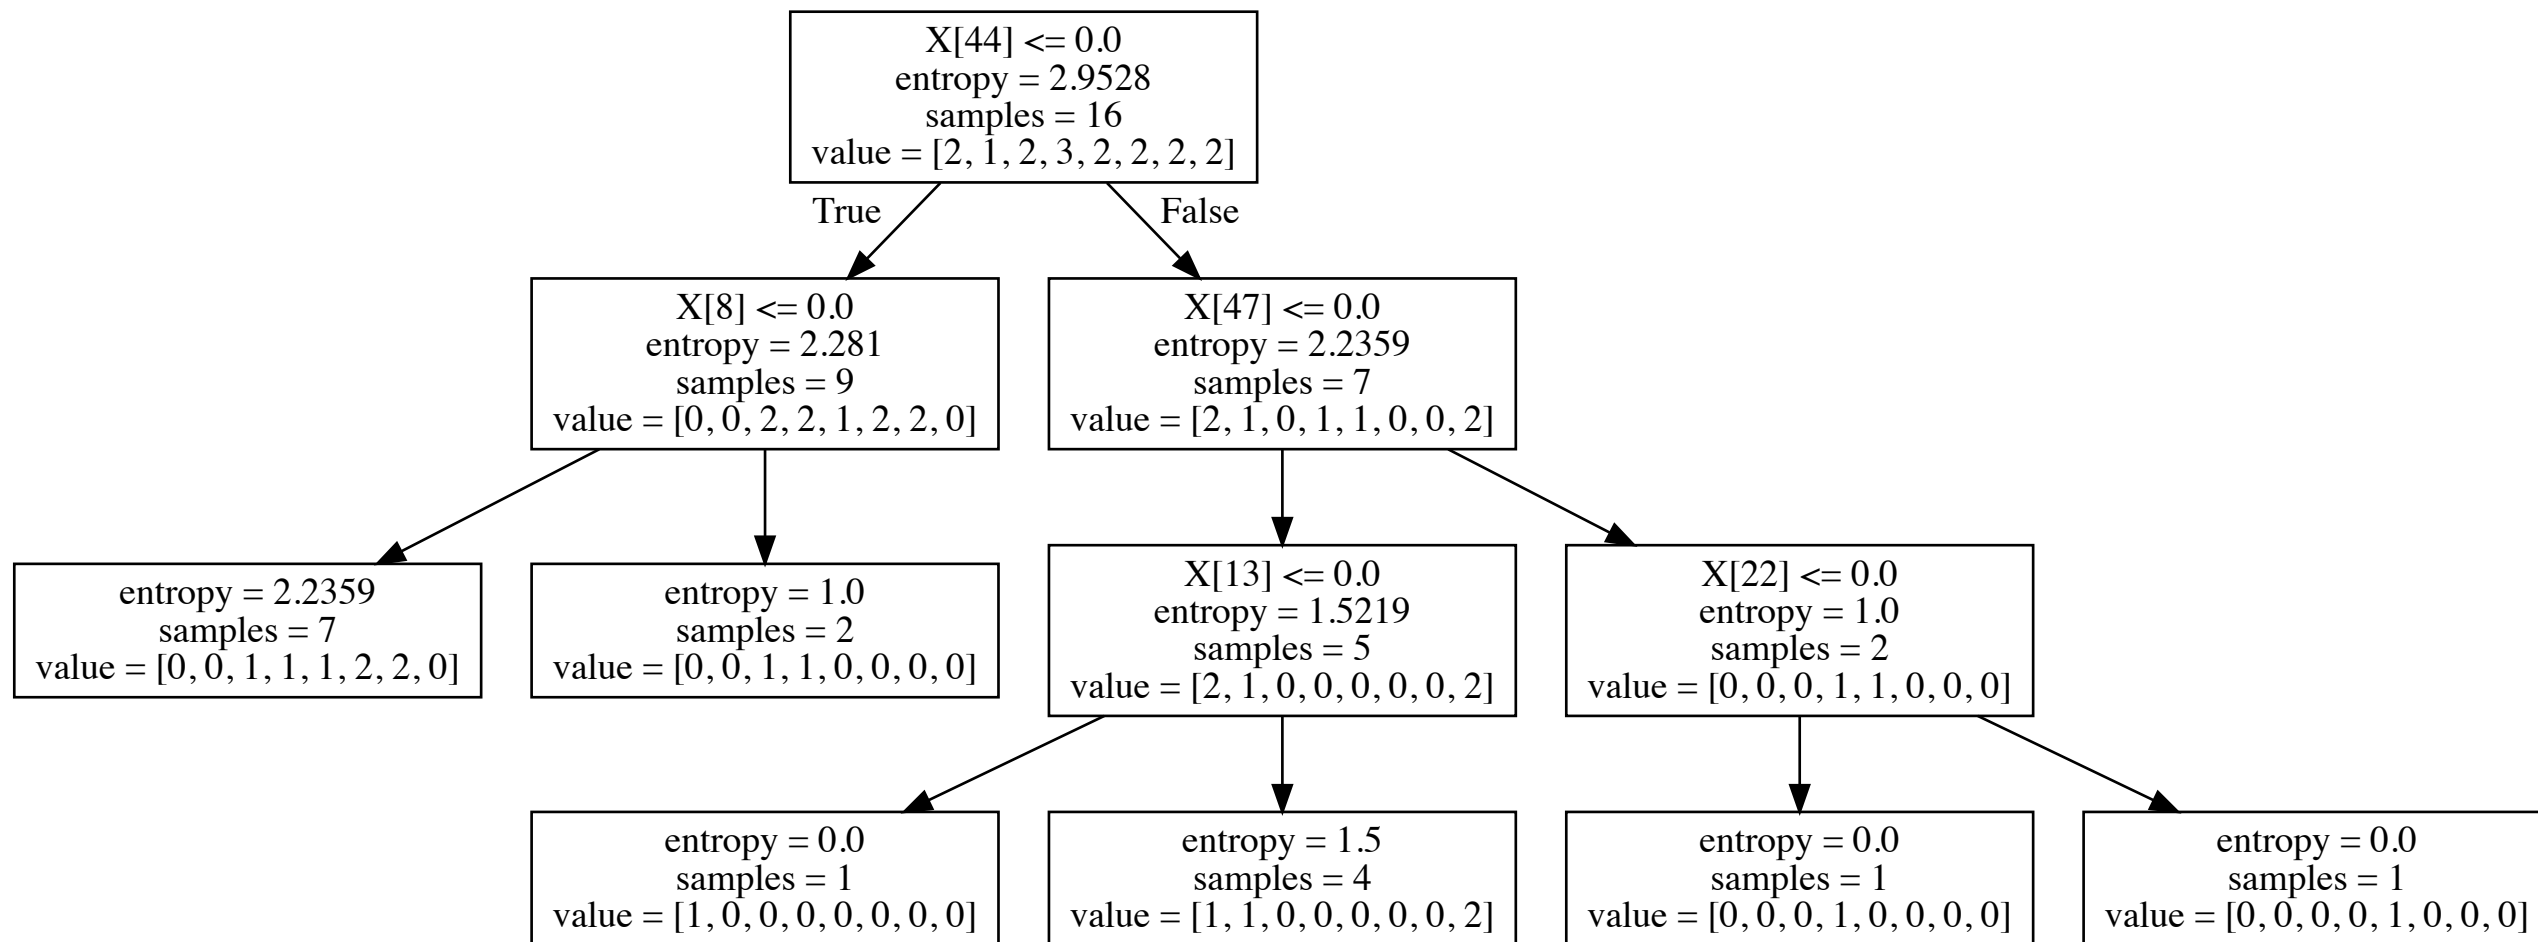 X[44] <= 0.0
entropy = 2.9528
samples = 16
value = [2, 1, 2, 3, 2, 2, 2, 2]
True
False
X[8] <= 0.0
entropy = 2.281
samples = 9
value = [0, 0, 2, 2, 1, 2, 2, 0]
X[47] <= 0.0
entropy = 2.2359
samples = 7
value = [2, 1, 0, 1, 1, 0, 0, 2]
entropy = 2.2359
samples = 7
value = [0, 0, 1, 1, 1, 2, 2, 0]
entropy = 1.0
samples = 2
value = [0, 0, 1, 1, 0, 0, 0, 0]
X[13] <= 0.0
entropy = 1.5219
samples = 5
value = [2, 1, 0, 0, 0, 0, 0, 2]
X[22] <= 0.0
entropy = 1.0
samples = 2
value = [0, 0, 0, 1, 1, 0, 0, 0]
entropy = 0.0
samples = 1
value = [1, 0, 0, 0, 0, 0, 0, 0]
entropy = 1.5
samples = 4
value = [1, 1, 0, 0, 0, 0, 0, 2]
entropy = 0.0
samples = 1
value = [0, 0, 0, 1, 0, 0, 0, 0]
entropy = 0.0
samples = 1
value = [0, 0, 0, 0, 1, 0, 0, 0]